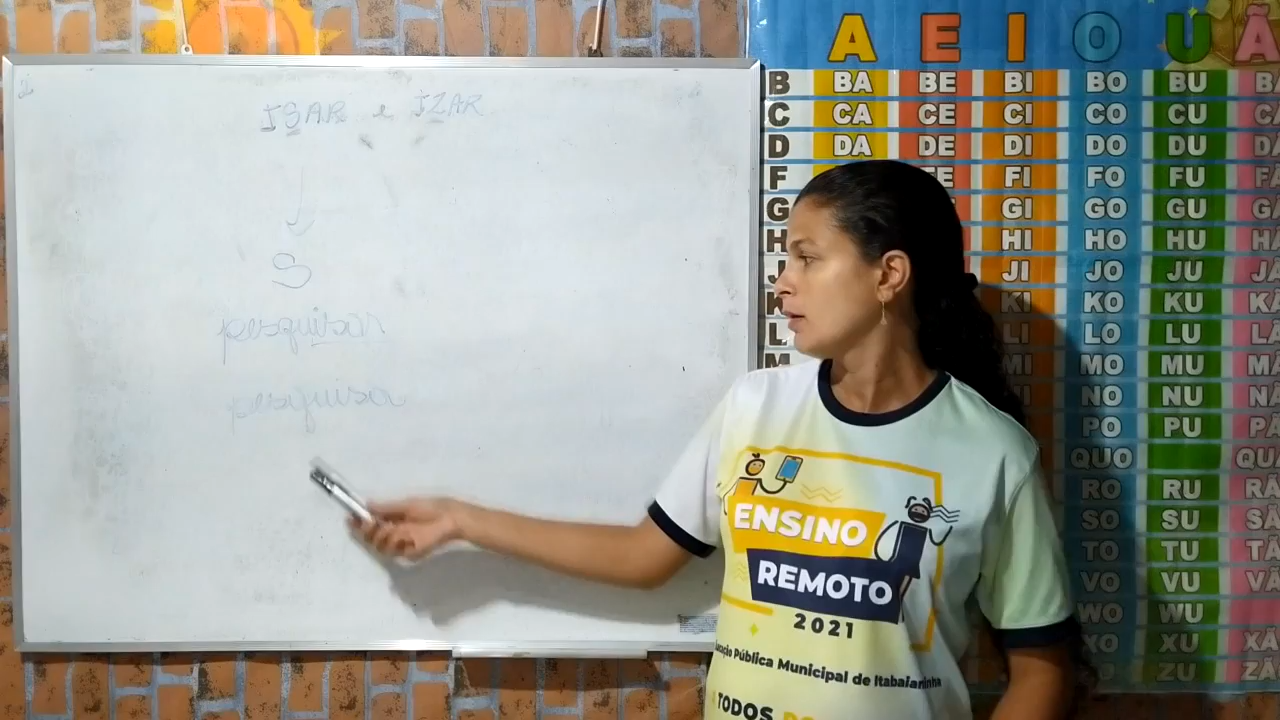 ISAR e IZAR
S
pesquisar
pesquisa
A E I O U Ã
B BA BE BI BO BU
C CA CE CI CO CU
D DA DE DI DO DU
F FI FO FU
G GI GO GU
H HI HO HU
J JI JO JU
K KI KO KU
L LI LO LU
M MI MO MU
NO NU
PO PU
QUO
RO RU
SO SU
TO TU
VO VU
WO WU
XO XU
ZU
ENSINO
REMOTO
2021
Pública Municipal de Itabaianinha
TODOS